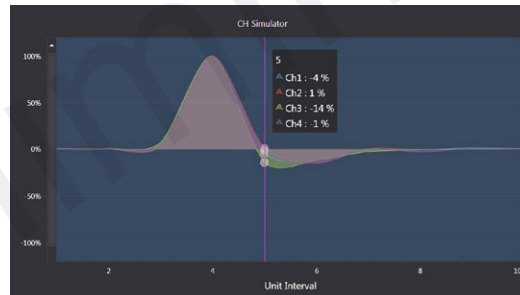 CH Simulator
100%
50%
0%
-50%
-100%
5
Ch1 : -4 %
Ch2 : 1 %
Ch3 : -14 %
Ch4 : -1 %
2 4 6 8 10
Unit Interval